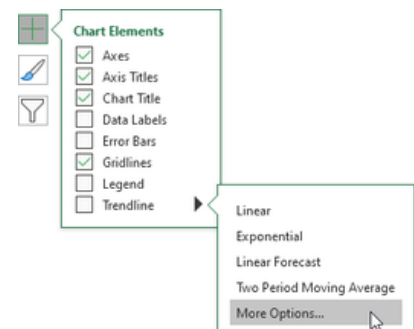 Chart Elements
Axes
Axis Titles
Chart Title
Data Labels
Error Bars
Gridlines
Legend
Trendline
Linear
Exponential
Linear Forecast
Two Period Moving Average
More Options...